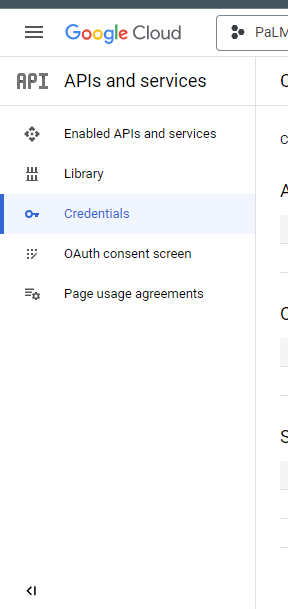 Google Cloud
PaLM
API APIs and services
Enabled APIs and services
Library
Credentials
OAuth consent screen
Page usage agreements